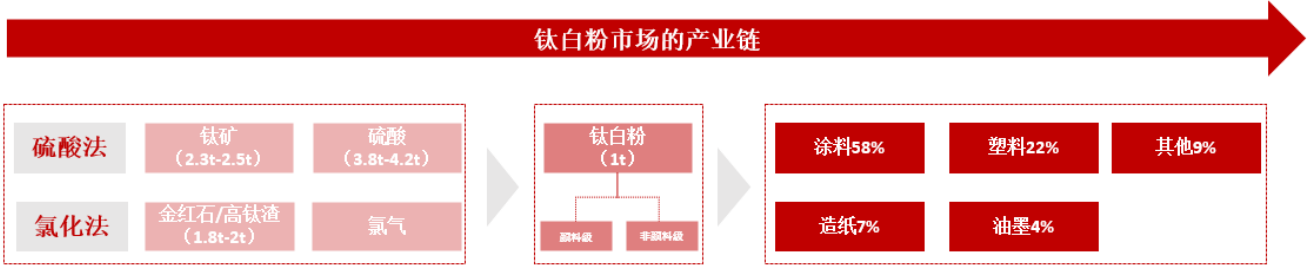 钛白粉市场的产业链
硫酸法
钛矿
（2.3t-2.5t）
硫酸
（3.8t-4.2t）
氯化法
金红石/高钛渣
（1.8t-2t）
氯气
钛白粉
（1t）
颜料级
非颜料级
涂料58%
塑料22%
其他9%
造纸7%
油墨4%